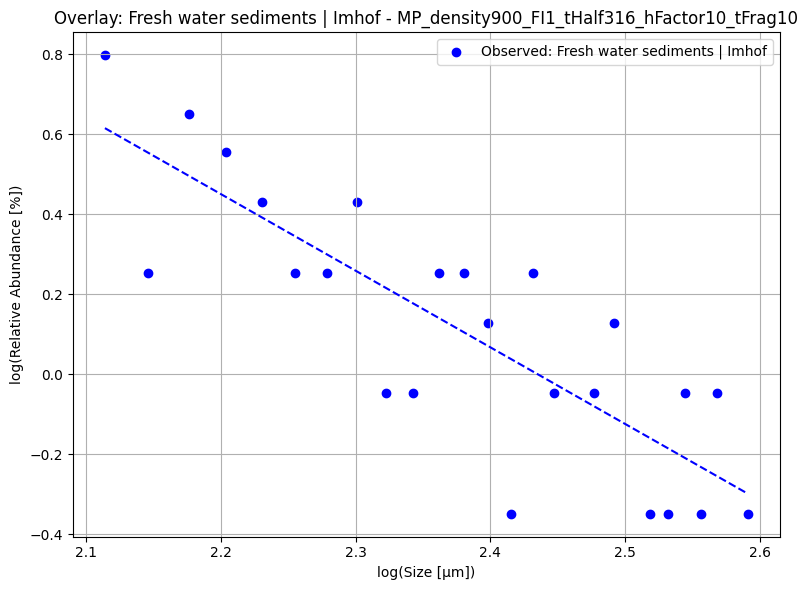 Overlay: Fresh water sediments | Imhof - MP_density900_FI1_tHalf316_hFactor10_tFrag10
Observed: Fresh water sediments | Imhof
log(Relative Abundance [%])
0.8
0.6
0.4
0.2
0.0
−0.2
−0.4
2.1 2.2 2.3 2.4 2.5 2.6
log(Size [μm])